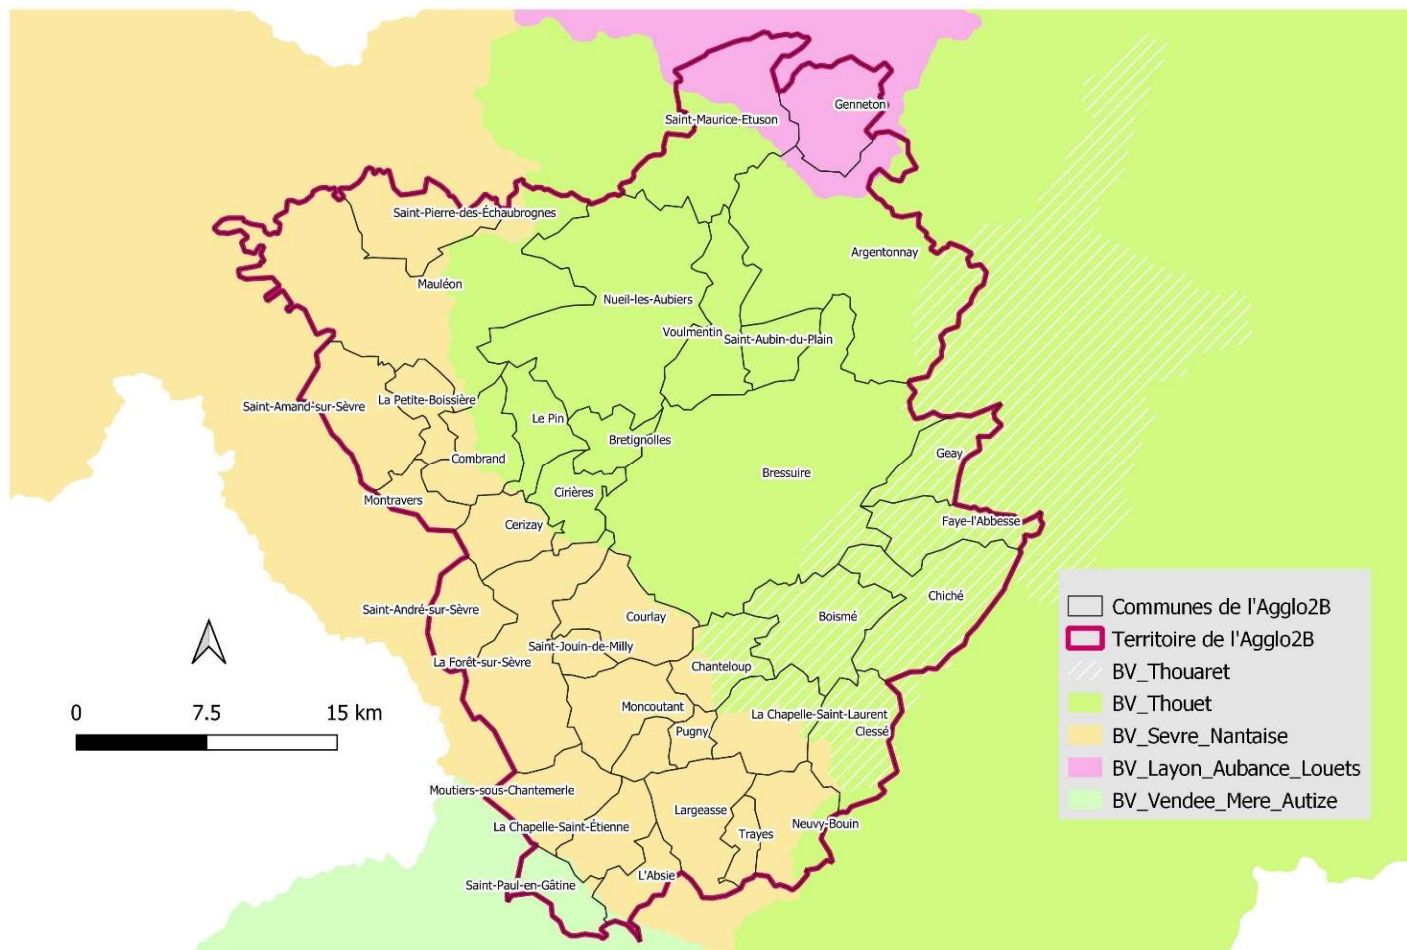 Genneton
Saint-Maurice-Etuson
Saint-Pierre-des-Échaubrognes
Argentonnay
Mauléon
Nueil-les-Aubiers
Voulmentin
Saint-Aubin-du-Plain
La Petite-Boissière
Saint-Amand-sur-Sèvre
Le Pin
Bretignolles
Combrand
Geay
Bressuire
Cirières
Montravers
Cerizay
Faye-l'Abbesse
Chiché
Saint-André-sur-Sèvre
Courlay
Boismé
Saint-Jouin-de-Milly
La Forêt-sur-Sèvre
Chanteloup
Moncoutant
La Chapelle-Saint-Laurent
Pugny
Clessé
Moutiers-sous-Chantemerle
Largeasse
La Chapelle-Saint-Étienne
Trayes
Neuvy-Bouin
L'Absie
Saint-Paul-en-Gâtine
0 7.5 15 km
Communes de l'Agglo2B
Territoire de l'Agglo2B
BV_Thouaret
BV_Thouet
BV_Sevre_Nantaise
BV_Layon_Aubance_Louets
BV_Vendee_Mere_Autize